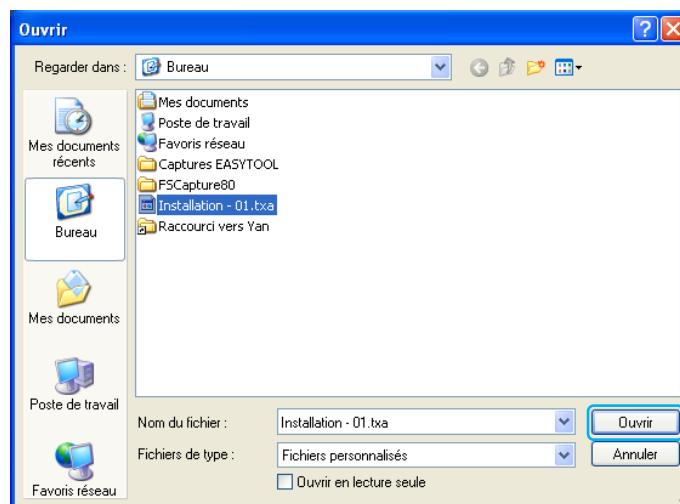 Ouvrir
Regarder dans :
Bureau
Mes documents récents
Bureau
Mes documents
Poste de travail
Favoris réseau
Mes documents
Poste de travail
Favoris réseau
Captures EASYTOOL
FSCapture80
Installation - 01.txa
Raccourci vers Yan
Nom du fichier :
Installation - 01.txa
Ouvrir
Fichiers de type :
Fichiers personnalisés
Annuler
Ouvrir en lecture seule